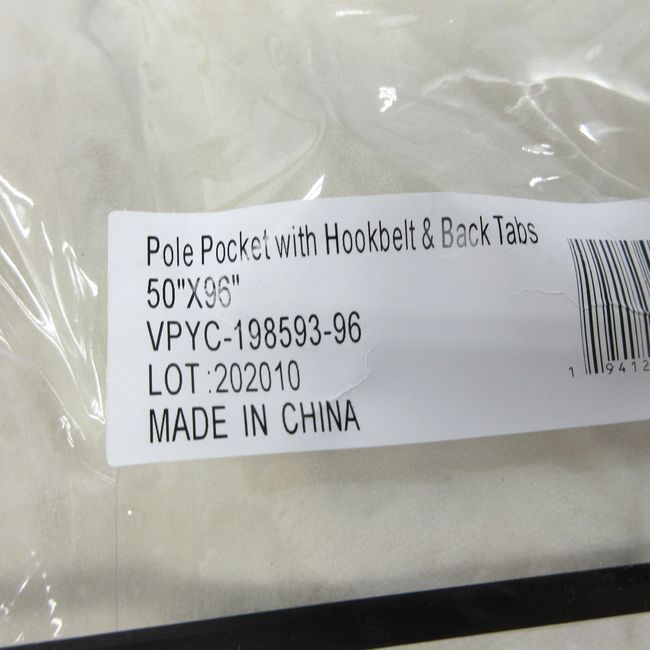 Pole Pocket with Hookbelt & Back Tabs
50"X96"
VPYC-198593-96
LOT :202010
MADE IN CHINA
1 9412